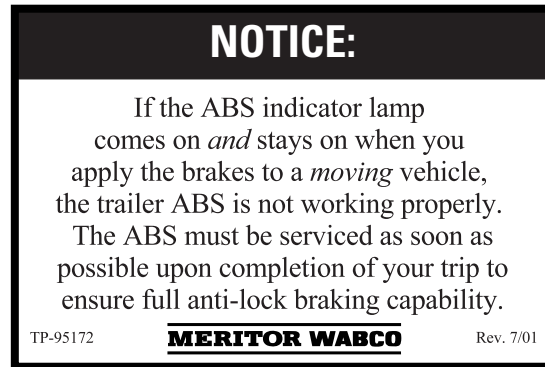 NOTICE:
If the ABS indicator lamp
comes on and stays on when you
apply the brakes to a moving vehicle,
the trailer ABS is not working properly.
The ABS must be serviced as soon as
possible upon completion of your trip to
ensure full anti-lock braking capability.
TP-95172 MERITOR WABCO Rev. 7/01